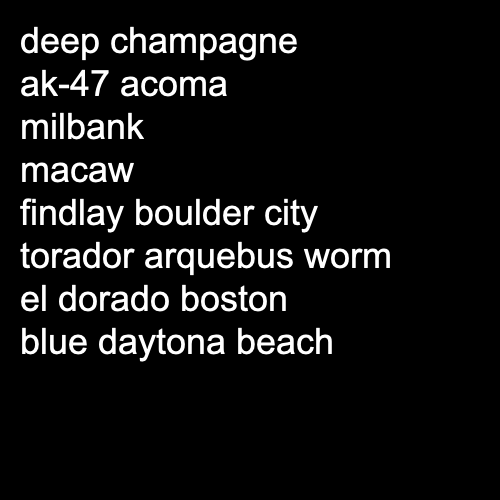 deep champagne
ak-47 acoma
milbank
macaw
findlay boulder city
torador arquebus worm
el dorado boston
blue daytona beach